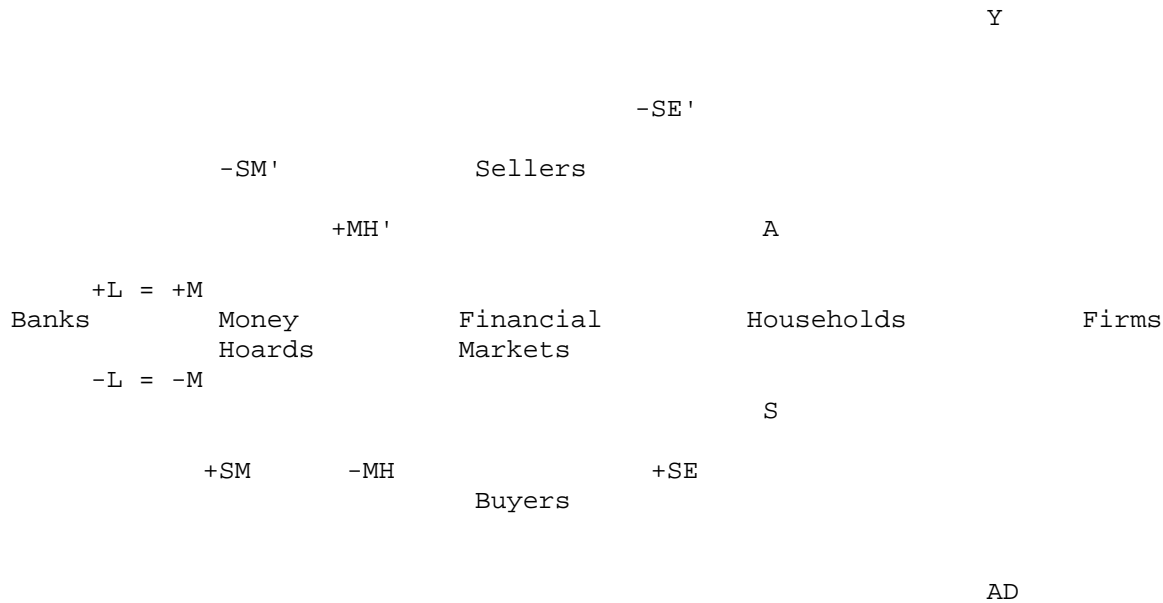 Y
-SE'
-SM' Sellers
+MH' A
+L = +M
Banks Money Financial Households Firms
Hoards Markets
-L = -M
S
+SM -MH +SE
Buyers
AD